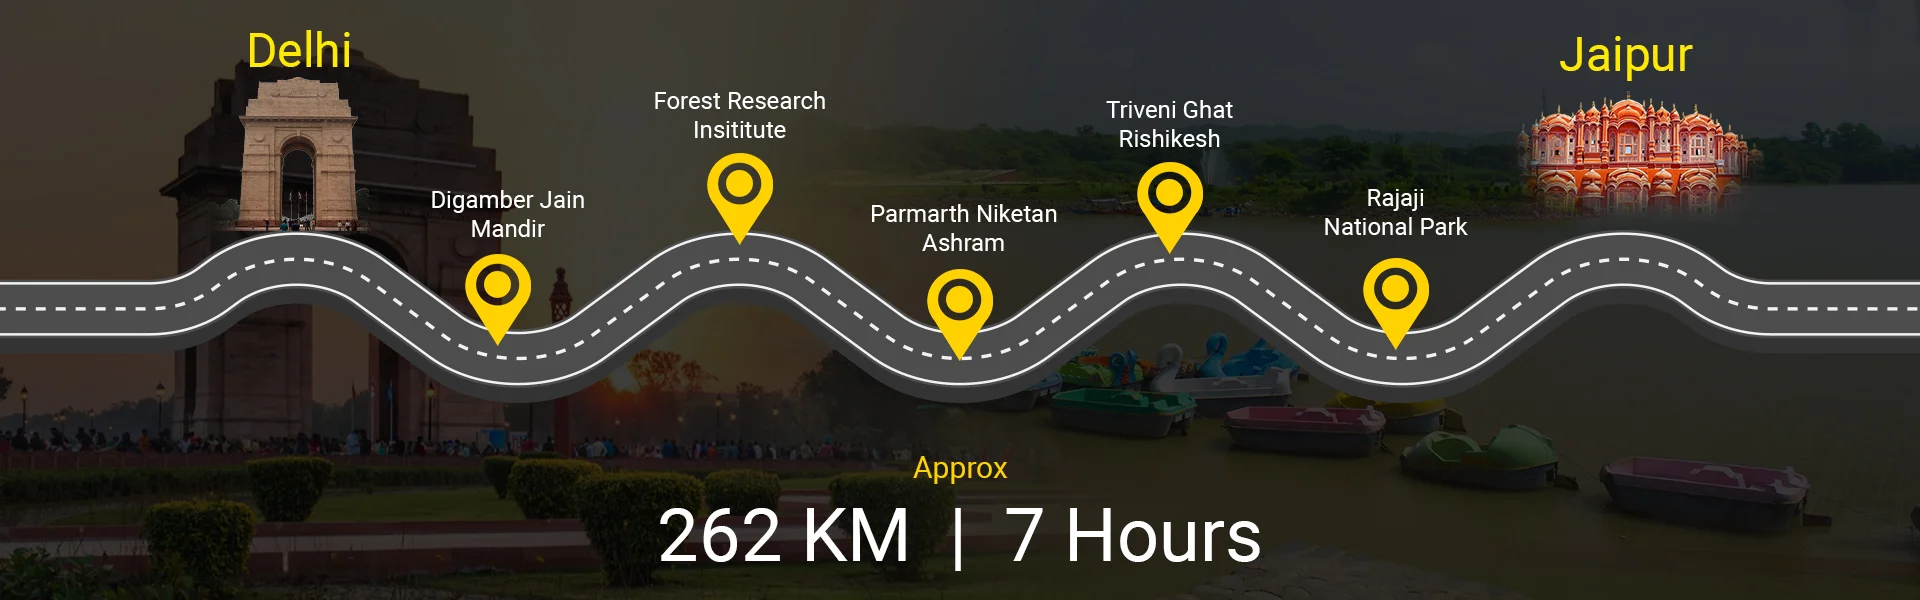 Delhi
Jaipur
Forest Research
Insititute
Triveni Ghat
Rishikesh
Digamber Jain
Mandir
Parmarth Niketan
Ashram
Rajaji
National Park
Approx
262 KM | 7 Hours